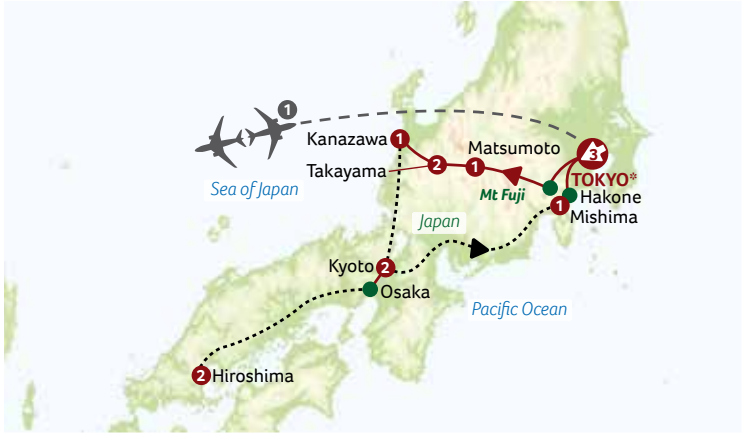 1
Kanazawa 1
Matsumoto
3
Takayama
2
1
TOKYO*
Sea of Japan
Mt Fuji
Hakone
1
Mishima
Japan
Kyoto 2
Osaka
Pacific Ocean
2 Hiroshima